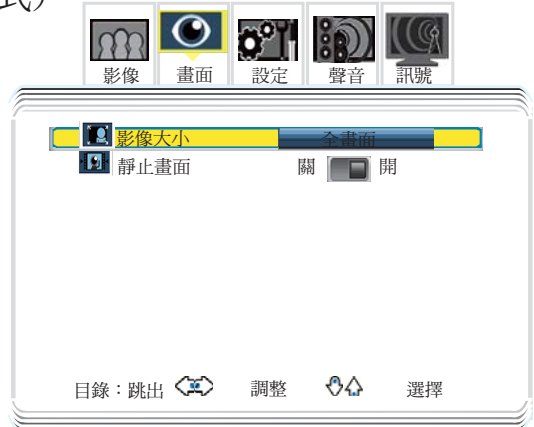 式）
影像 畫面 設定 聲音 訊號
影像大小 全畫面
靜止畫面 關 開
目錄：跳出 調整 選擇